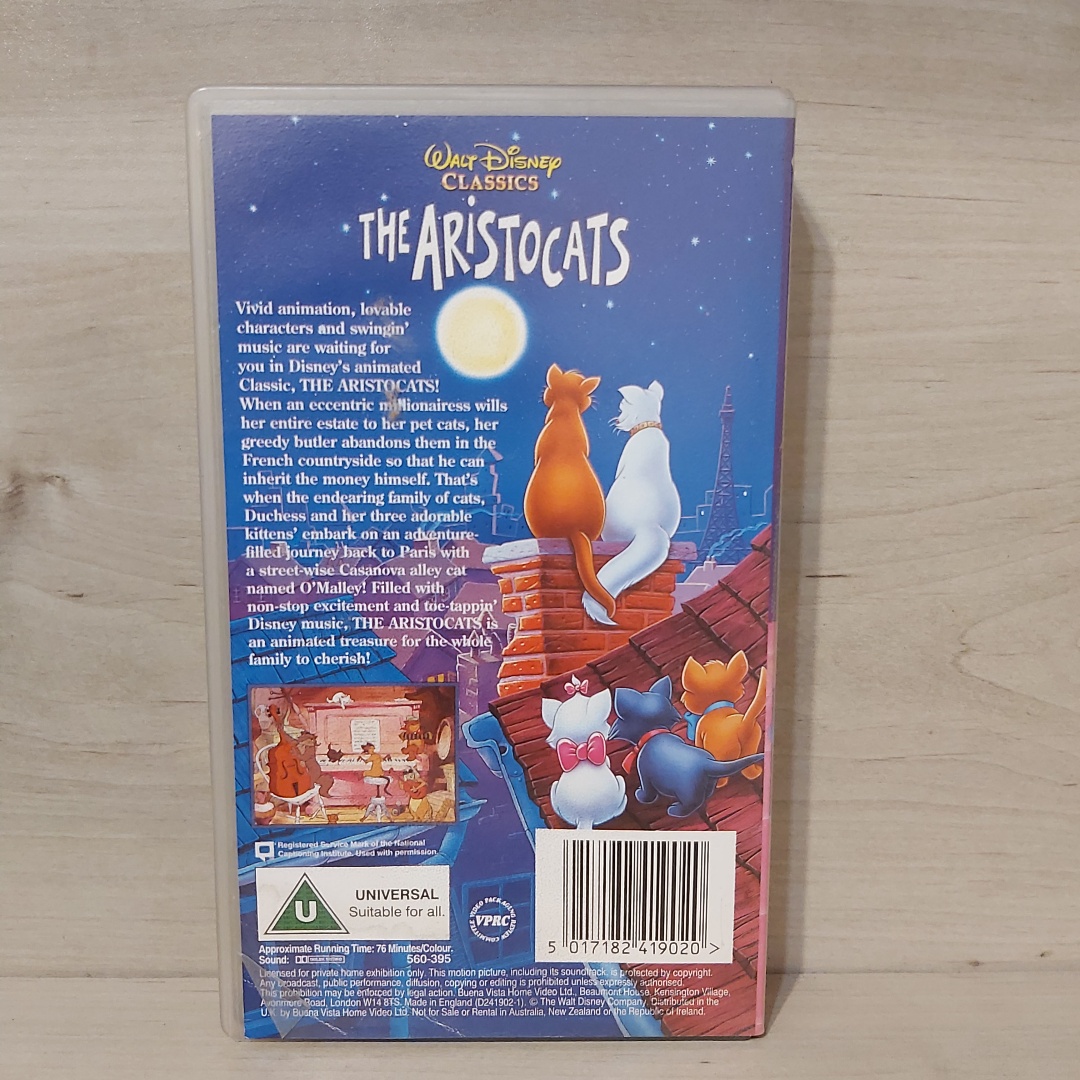 WALT DISNEY
CLASSICS
THE ARISTOCATS
Vivid animation, lovable
characters and swingin'
music are waiting for
you in Disney's animated
Classic, THE ARISTOCATS!
When an eccentric millionairess wills
her entire estate to her pet cats, her
greedy butler abandons them in the
French countryside so that he can
inherit the money himself. That's
when the endearing family of cats,
Duchess and her three adorable
kittens' embark on an adventure-
filled journey back to Paris with
a street-wise Casanova alley cat
named O'Malley! Filled with
non-stop excitement and toe-tappin'
Disney music, THE ARISTOCATS is
an animated treasure for the whole
family to cherish!
Registered Service Mark of the National
Captioning Institute. Used with permission.
U
UNIVERSAL
Suitable for all.
VIDEO PACKAGING REVIEW COMMITTEE
VPRC
5 017182 419020 >
Approximate Running Time: 76 Minutes/Colour.
Sound: DOLBY SURROUND 560-395
Licensed for private home exhibition only. This motion picture, including its soundtrack, is protected by copyright.
Any broadcast, public performance, diffusion, copying or editing is prohibited unless expressly authorised.
This prohibition may be enforced by legal action. Buena Vista Home Video Ltd., Beaumont House, Kensington Village,
Avonmore Road, London W14 8TS. Made in England (D241902-1). © The Walt Disney Company. Distributed in the
U.K. by Buena Vista Home Video Ltd. Not for Sale or Rental in Australia, New Zealand or the Republic of Ireland.